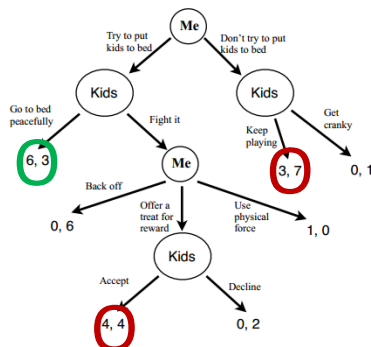 Me
Try to put
kids to bed
Don't try to put
kids to bed
Kids
Kids
Go to bed
peacefully
Fight it
Keep
playing
Get
cranky
6, 3
Me
3, 7
0, 1
Back off
Offer a
treat for
reward
Use
physical
force
0, 6
1, 0
Kids
Accept
Decline
4, 4
0, 2